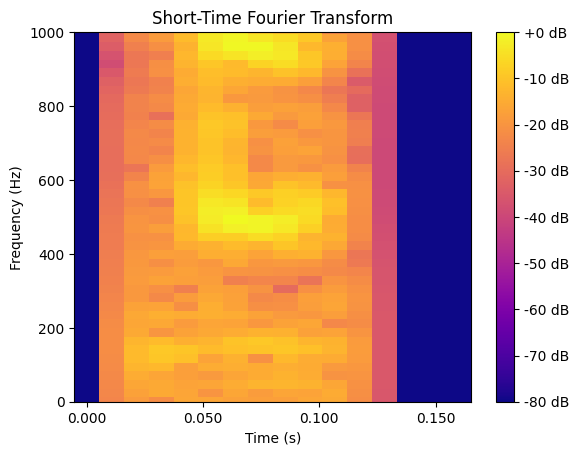 Short-Time Fourier Transform
1000
800
600
400
200
0
Frequency (Hz)
0.000
0.050
0.100
0.150
Time (s)
+0 dB
-10 dB
-20 dB
-30 dB
-40 dB
-50 dB
-60 dB
-70 dB
-80 dB